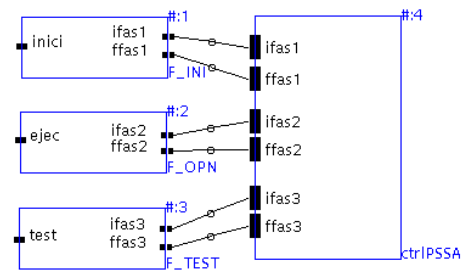 #:1
inici
ifas1
ffas1
F_INI
#:2
ejec
ifas2
ffas2
F_OPN
#:3
test
ifas3
ffas3
F_TEST
#:4
ifas1
ffas1
ifas2
ffas2
ifas3
ffas3
ctrlPSSA